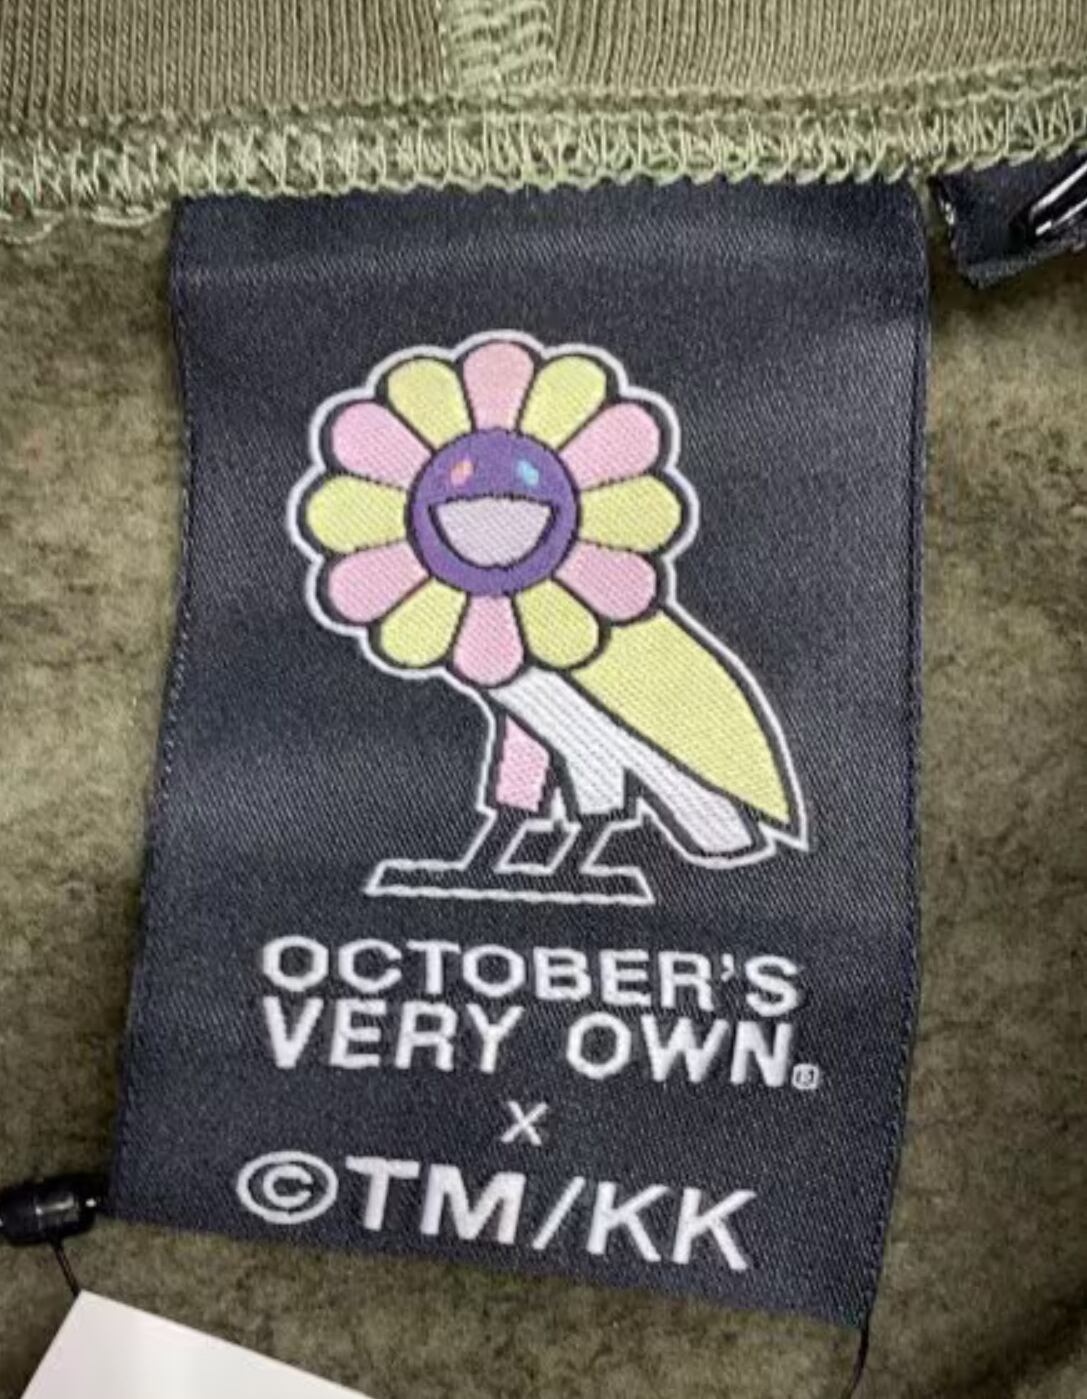 OCTOBER'S
VERY OWN®
x
©TM/KK